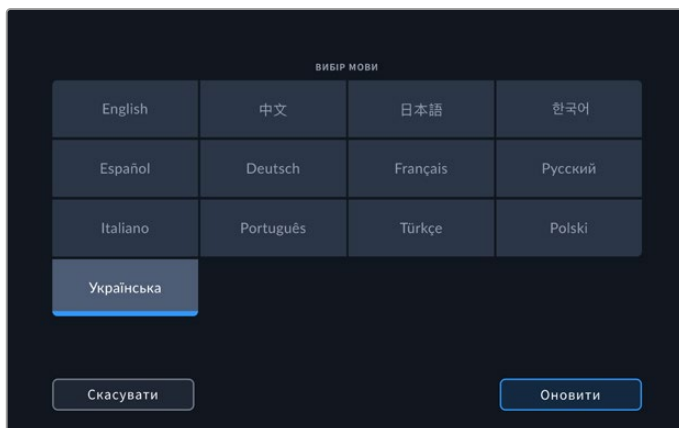 ВИБІР МОВИ
English 中文 日本語 한국어
Español Deutsch Français Русский
Italiano Português Türkçe Polski
Українська
Скасувати Оновити